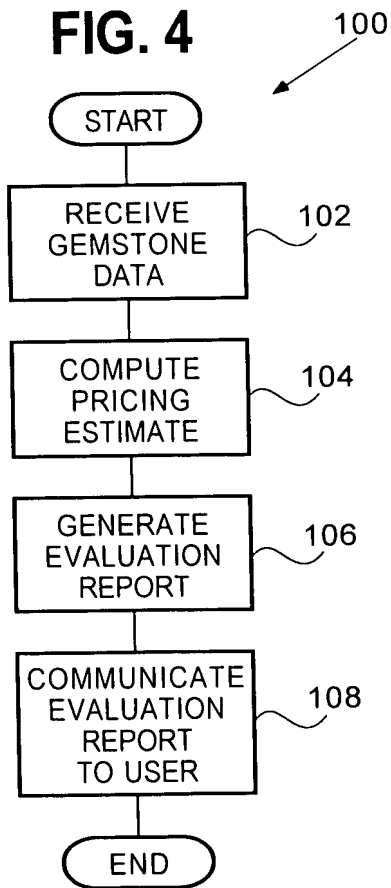 FIG. 4
100
START
RECEIVE
GEMSTONE
DATA
102
COMPUTE
PRICING
ESTIMATE
104
GENERATE
EVALUATION
REPORT
106
COMMUNICATE
EVALUATION
REPORT
TO USER
108
END